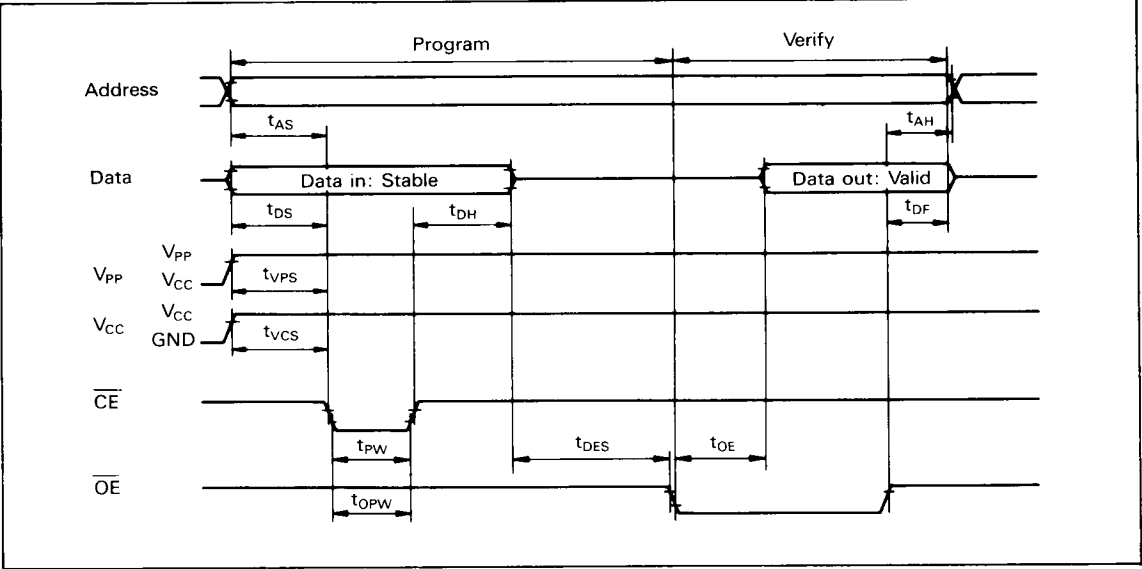 Program
Verify
Address
tAS
tAH
Data
Data in: Stable
Data out: Valid
tDS
tDH
tDF
VPP
VPP
VCC
tVPS
VCC
VCC
GND
tVCS
CE
tPW
tDES
tOE
OE
tOPW